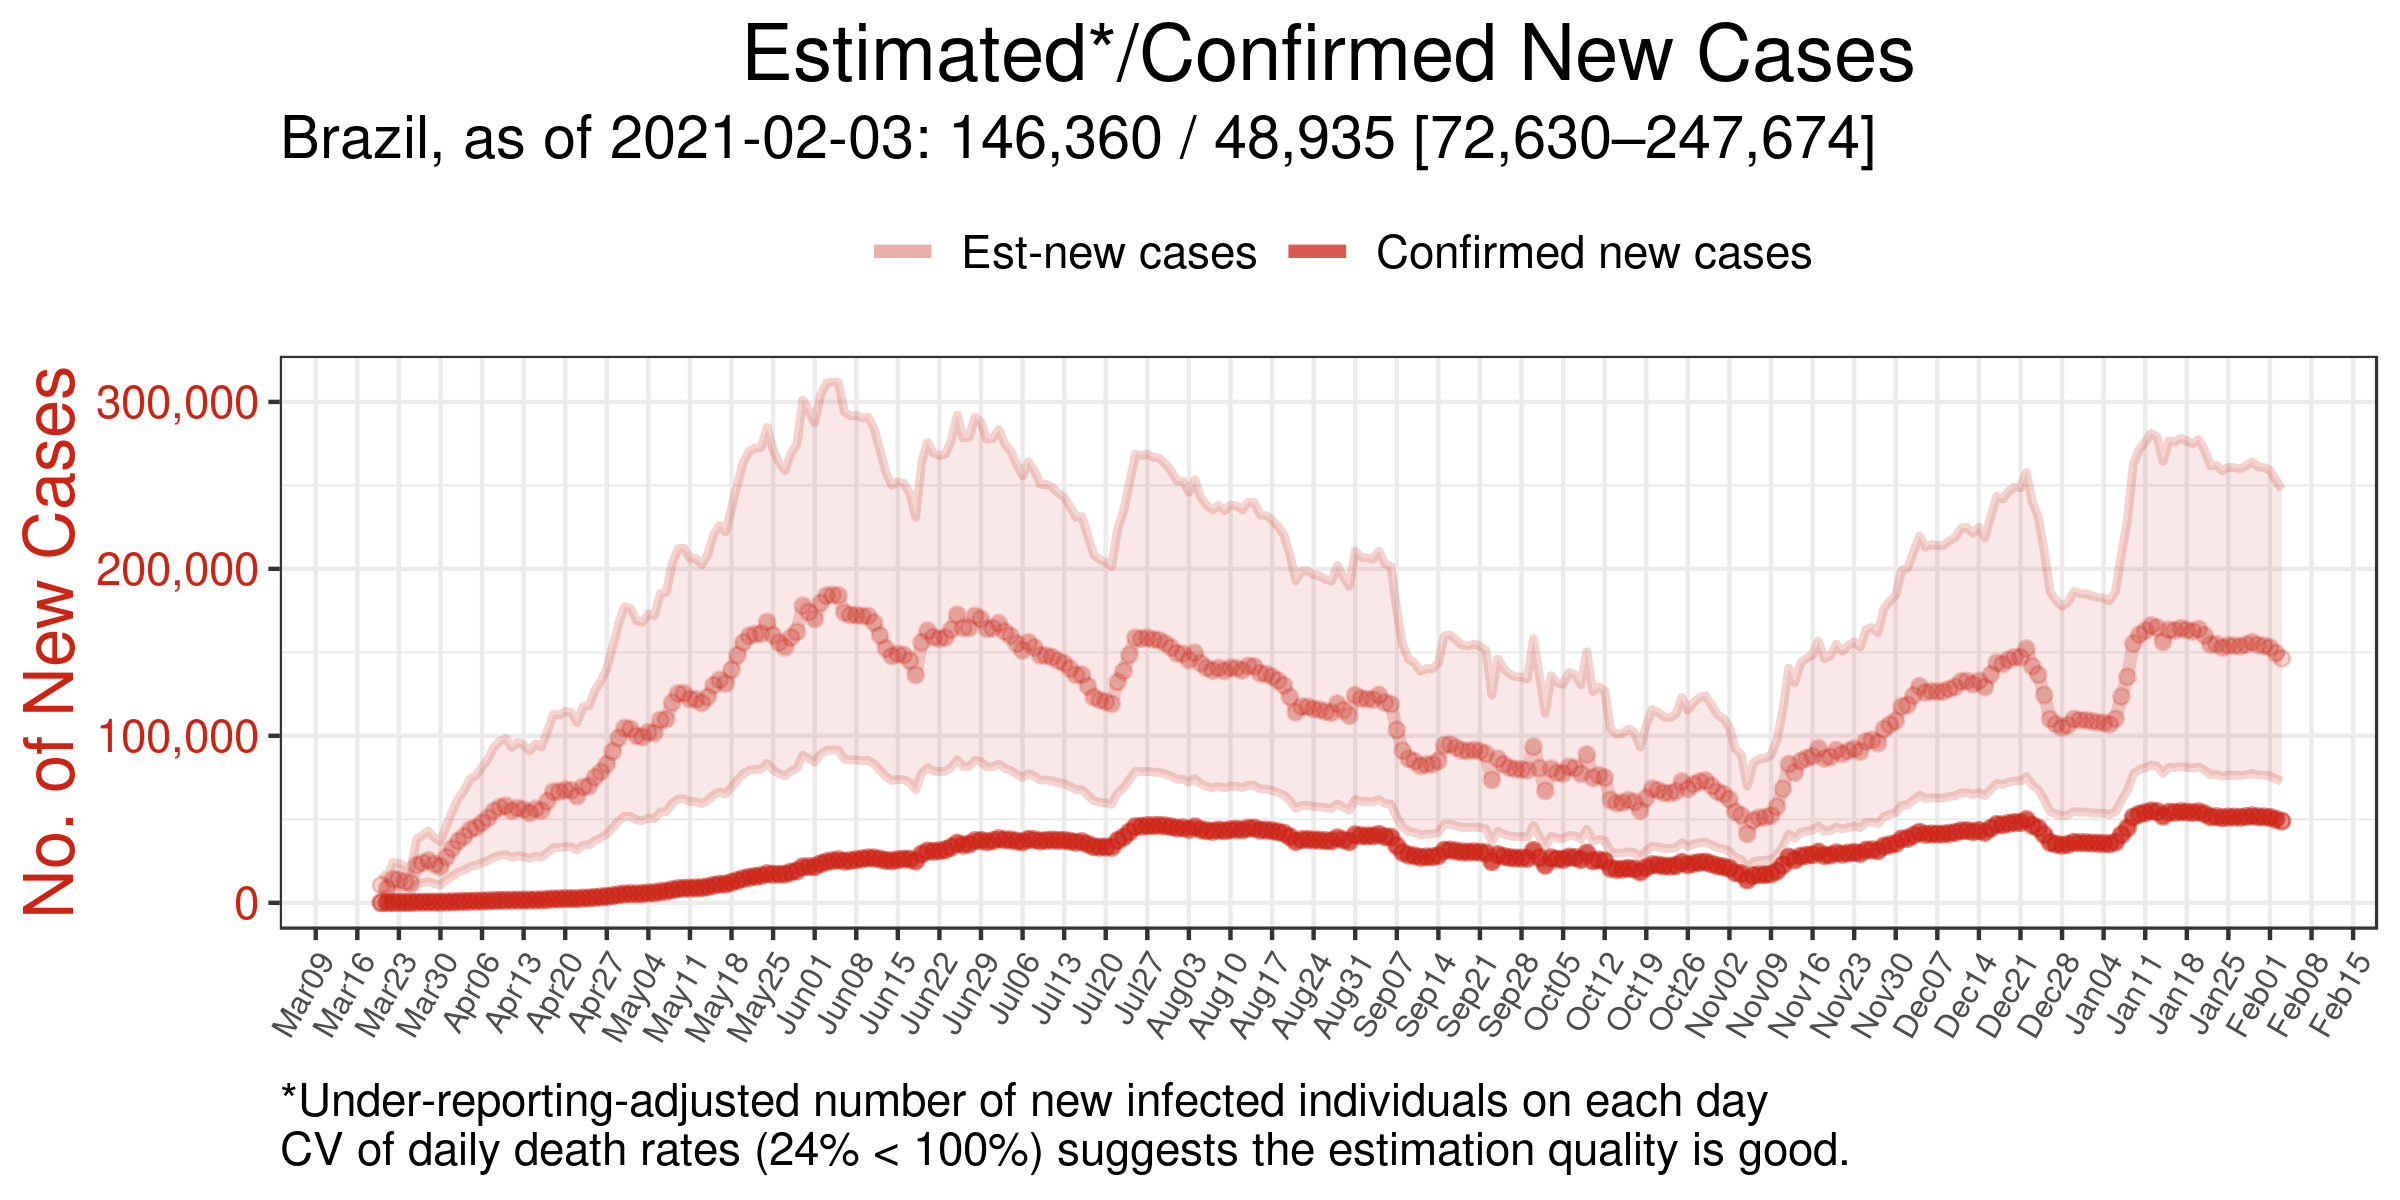 Estimated*/Confirmed New Cases
Brazil, as of 2021-02-03: 146,360 / 48,935 [72,630–247,674]
Est-new cases
Confirmed new cases
No. of New Cases
300,000
200,000
100,000
0
Mar09
Mar16
Mar23
Mar30
Apr06
Apr13
Apr20
Apr27
May04
May11
May18
May25
Jun01
Jun08
Jun15
Jun22
Jun29
Jul06
Jul13
Jul20
Jul27
Aug03
Aug10
Aug17
Aug24
Aug31
Sep07
Sep14
Sep21
Sep28
Oct05
Oct12
Oct19
Oct26
Nov02
Nov09
Nov16
Nov23
Nov30
Dec07
Dec14
Dec21
Dec28
Jan04
Jan11
Jan18
Jan25
Feb01
Feb08
Feb15
*Under-reporting-adjusted number of new infected individuals on each day
CV of daily death rates (24% < 100%) suggests the estimation quality is good.